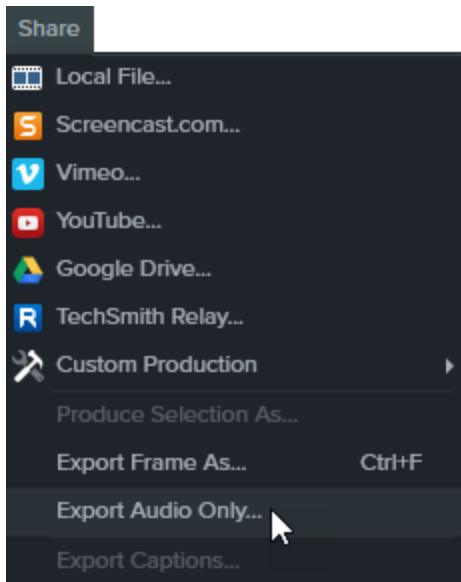 Share
Local File...
Screencast.com...
Vimeo...
YouTube...
Google Drive...
TechSmith Relay...
Custom Production
Produce Selection As...
Export Frame As... Ctrl+F
Export Audio Only...
Export Captions...